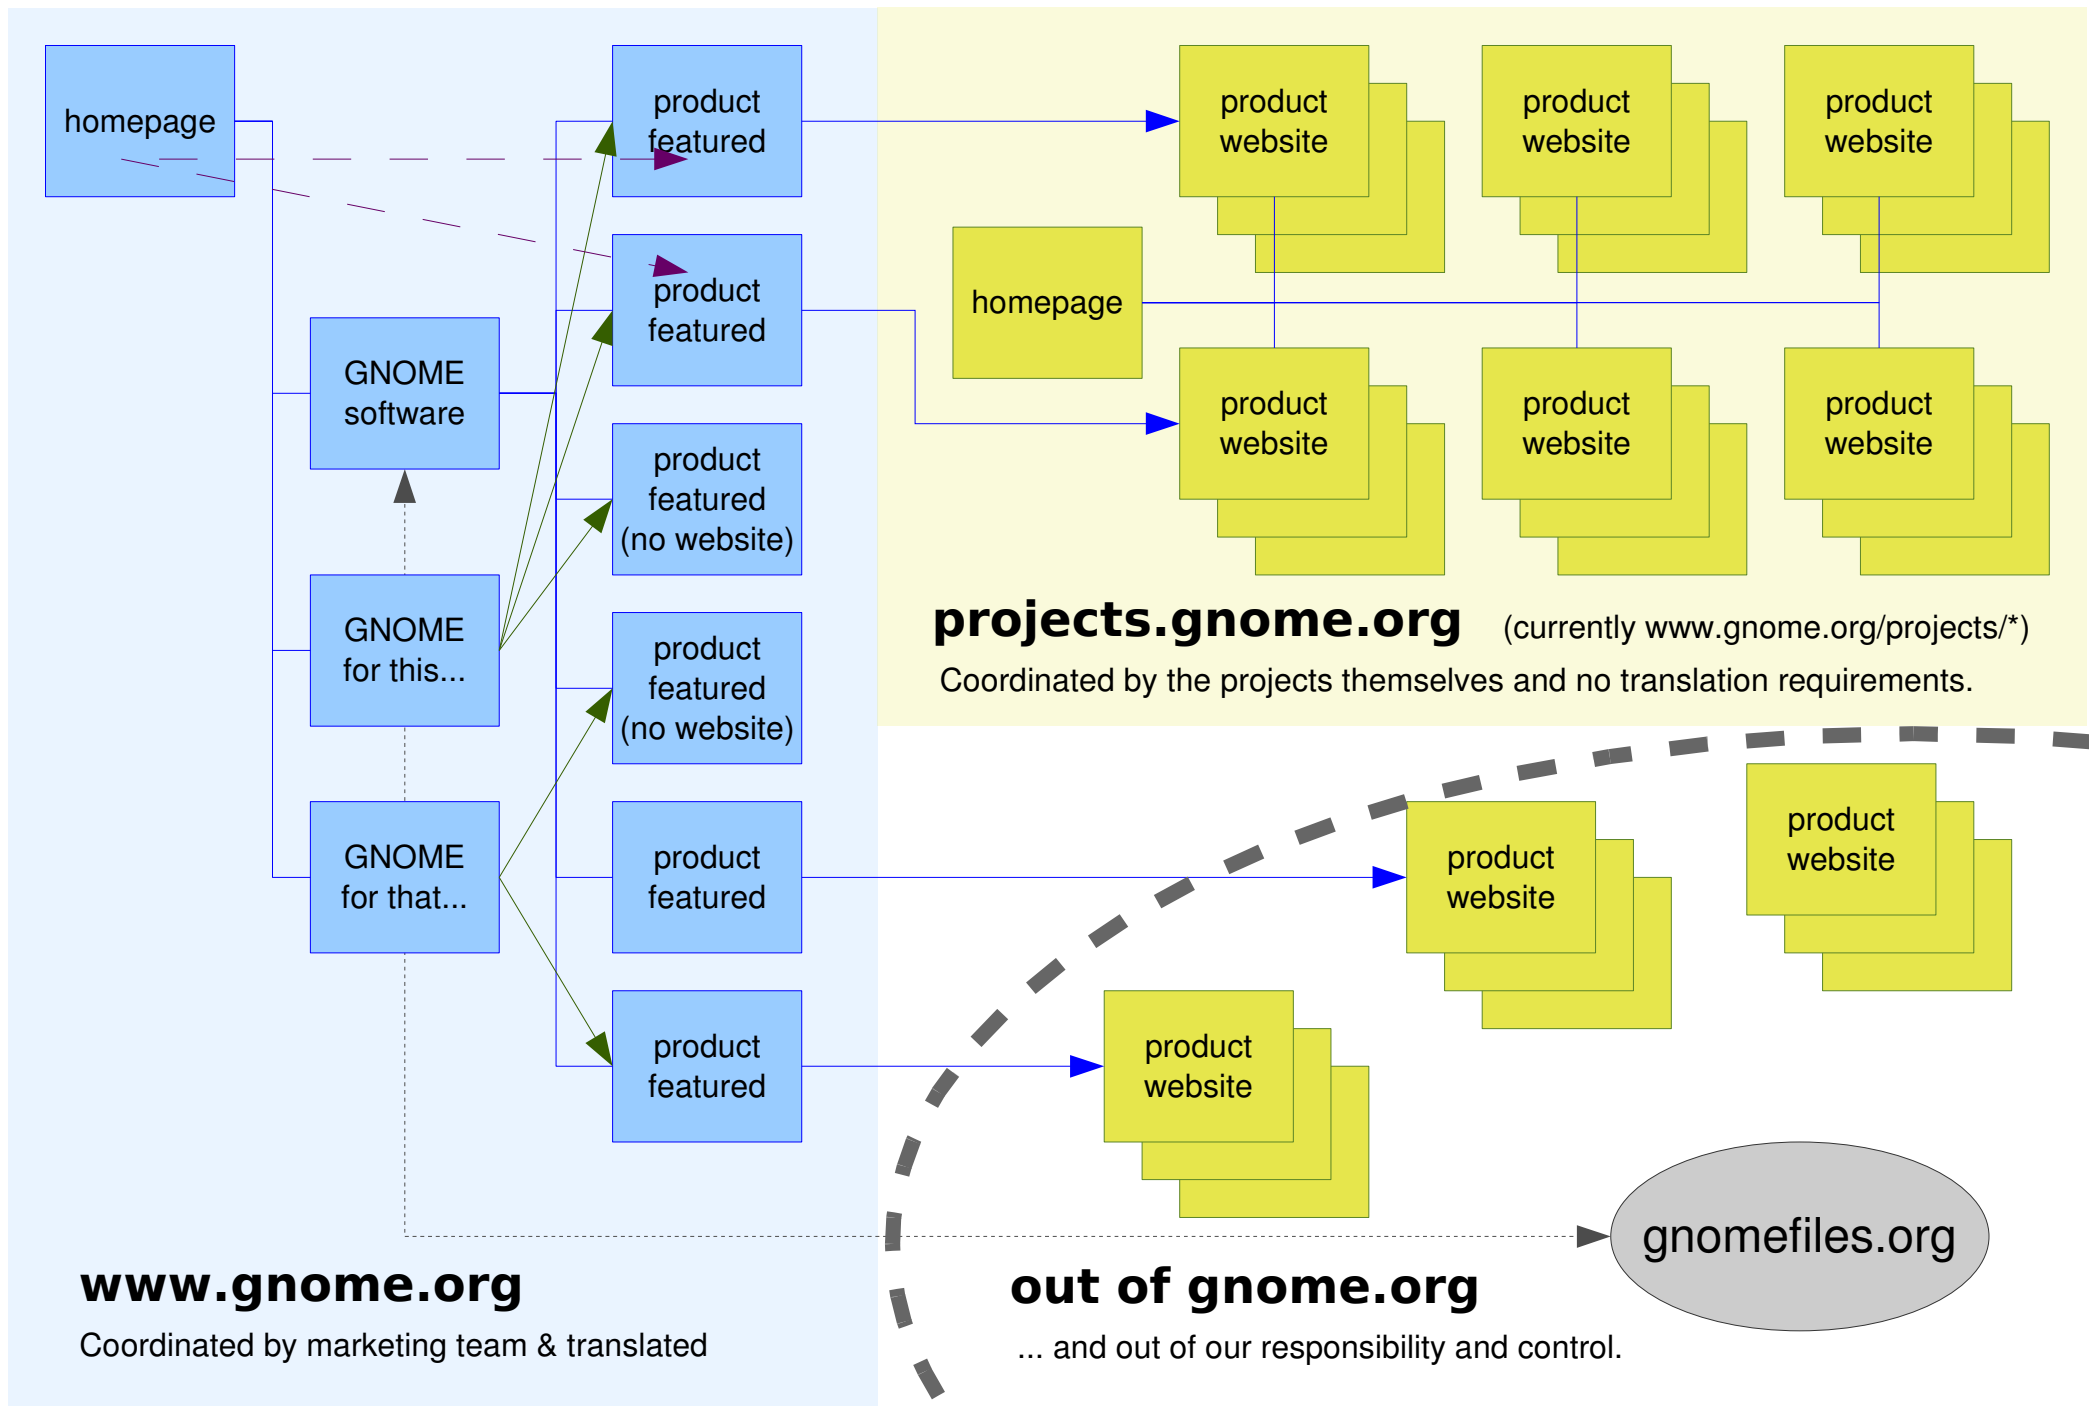 homepage
GNOME
software
GNOME
for this...
GNOME
for that...
product
featured
product
featured
product
featured
(no website)
product
featured
(no website)
product
featured
product
featured
www.gnome.org
Coordinated by marketing team & translated
product
website
product
website
product
website
homepage
product
website
product
website
product
website
projects.gnome.org
(currently www.gnome.org/projects/*)
Coordinated by the projects themselves and no translation requirements.
product
website
product
website
product
website
gnomefiles.org
out of gnome.org
... and out of our responsibility and control.